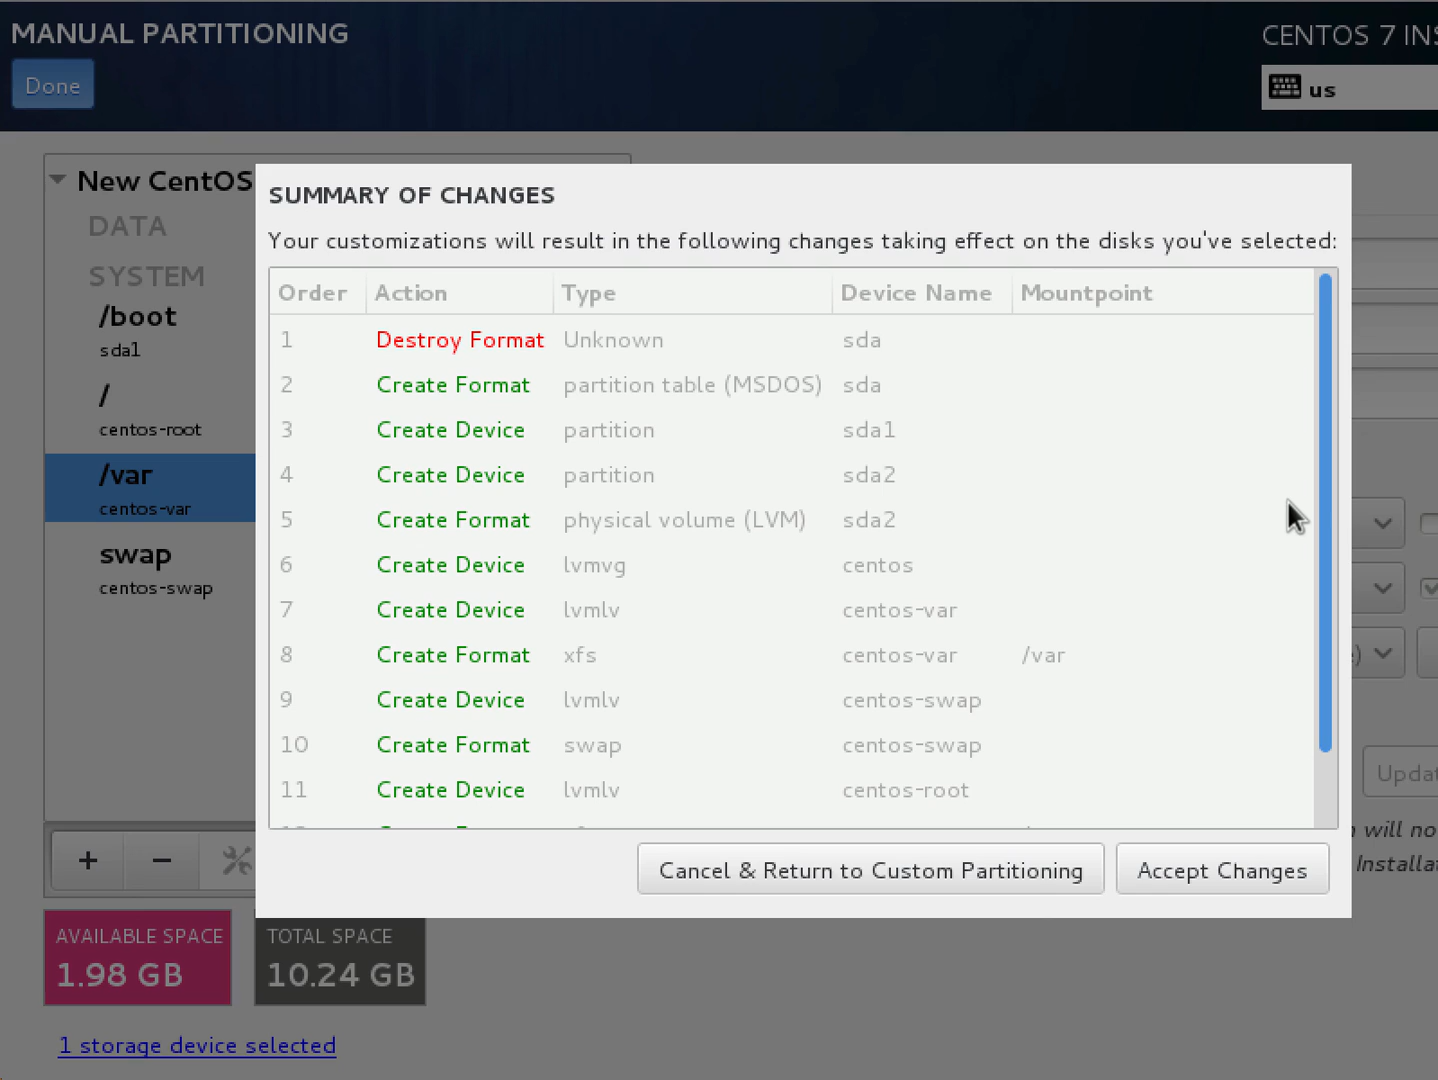 MANUAL PARTITIONING
CENTOS 7 INS
Done
us
New CentOS
DATA
SYSTEM
/boot
sda1
/
centos-root
/var
centos-var
swap
centos-swap
SUMMARY OF CHANGES
Your customizations will result in the following changes taking effect on the disks you've selected:
Order Action Type Device Name Mountpoint
1 Destroy Format Unknown sda
2 Create Format partition table (MSDOS) sda
3 Create Device partition sda1
4 Create Device partition sda2
5 Create Format physical volume (LVM) sda2
6 Create Device lvmvg centos
7 Create Device lvmlv centos-var
8 Create Format xfs centos-var /var
9 Create Device lvmlv centos-swap
10 Create Format swap centos-swap
11 Create Device lvmlv centos-root
Cancel & Return to Custom Partitioning
Accept Changes
Updat
will no
Installat
+ −
AVAILABLE SPACE
1.98 GB
TOTAL SPACE
10.24 GB
1 storage device selected